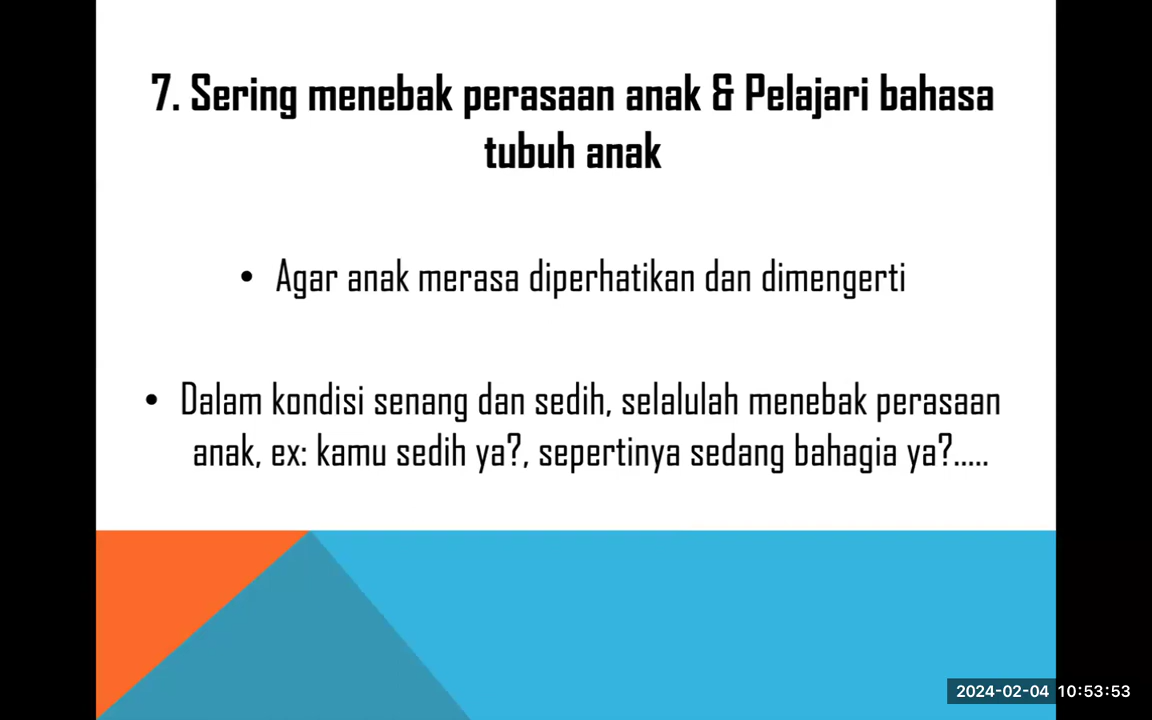 7. Sering menebak perasaan anak & Pelajari bahasa
tubuh anak
• Agar anak merasa diperhatikan dan dimengerti
• Dalam kondisi senang dan sedih, selalulah menebak perasaan
anak, ex: kamu sedih ya?, sepertinya sedang bahagia ya?.....
2024-02-04 10:53:53